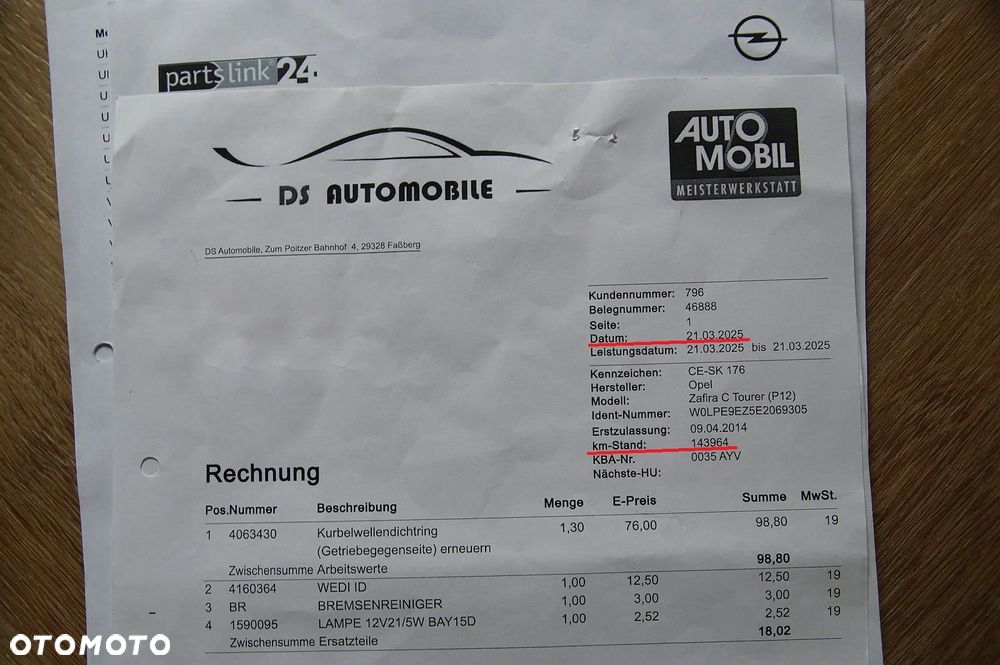 Mo
partslink24
DS AUTOMOBILE
AUTO
MOBIL
MEISTERWERKSTATT
DS Automobile, Zum Poitzer Bahnhof 4, 29328 Faßberg
Kundennummer: 796
Belegnummer: 46888
Seite: 1
Datum: 21.03.2025
Leistungsdatum: 21.03.2025 bis 21.03.2025
Kennzeichen: CE-SK 176
Hersteller: Opel
Modell: Zafira C Tourer (P12)
Ident-Nummer: W0LPE9EZ5E2069305
Erstzulassung: 09.04.2014
km-Stand: 143964
KBA-Nr. 0035 AYV
Nächste-HU:
Rechnung
Pos.Nummer Beschreibung Menge E-Preis Summe MwSt.
1 4063430 Kurbelwellendichtring 1,30 76,00 98,80 19
(Getriebegegenseite) erneuern
Zwischensumme Arbeitswerte 98,80
2 4160364 WEDI ID 1,00 12,50 12,50 19
3 BR BREMSENREINIGER 1,00 3,00 3,00 19
4 1590095 LAMPE 12V21/5W BAY15D 1,00 2,52 2,52 19
Zwischensumme Ersatzteile 18,02
OTOMOTO